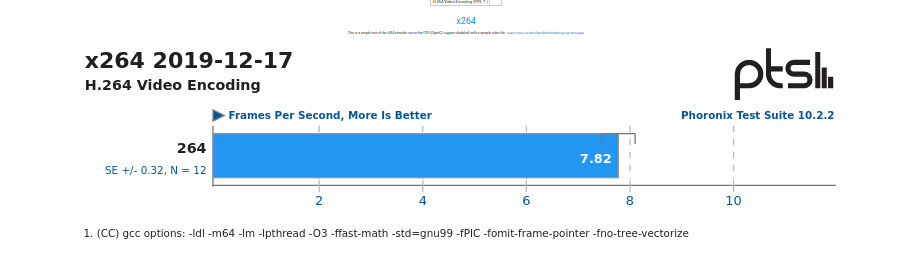 H.264 Video Encoding (FPS: ? )
x264
This is a simple test of the x264 encoder run on the CPU (OpenCL support disabled) with a sample video file.
x264 2019-12-17
H.264 Video Encoding
ptsl
Frames Per Second, More Is Better
Phoronix Test Suite 10.2.2
264
7.82
SE +/- 0.32, N = 12
2 4 6 8 10
1. (CC) gcc options: -ldl -m64 -lm -lpthread -O3 -ffast-math -std=gnu99 -fPIC -fomit-frame-pointer -fno-tree-vectorize